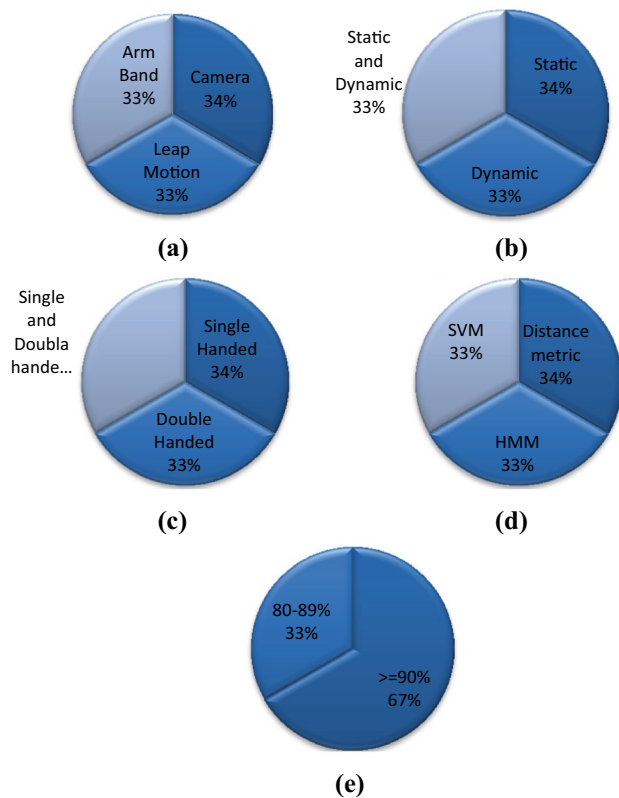 Arm
Band
33%
Camera
34%
Leap
Motion
33%
(a)
Static
and
Dynamic
33%
Static
34%
Dynamic
33%
(b)
Single
and
Doubla
hande...
Single
Handed
34%
Double
Handed
33%
(c)
SVM
33%
Distance
metric
34%
HMM
33%
(d)
80-89%
33%
>=90%
67%
(e)